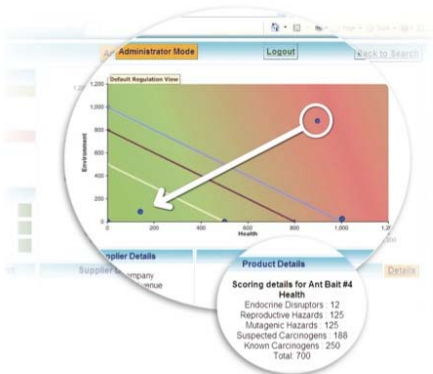 Administrator Mode
Logout
Back to Search
Default Regulation View
1,200
1,000
800
600
400
200
0
Environment
0
200
400
600
800
1,000
Health
Supplier Details
Product Details
Details
Scoring details for Ant Bait #4
Health
Endocrine Disruptors : 12
Reproductive Hazards : 125
Mutagenic Hazards : 125
Suspected Carcinogens : 188
Known Carcinogens : 250
Total: 700